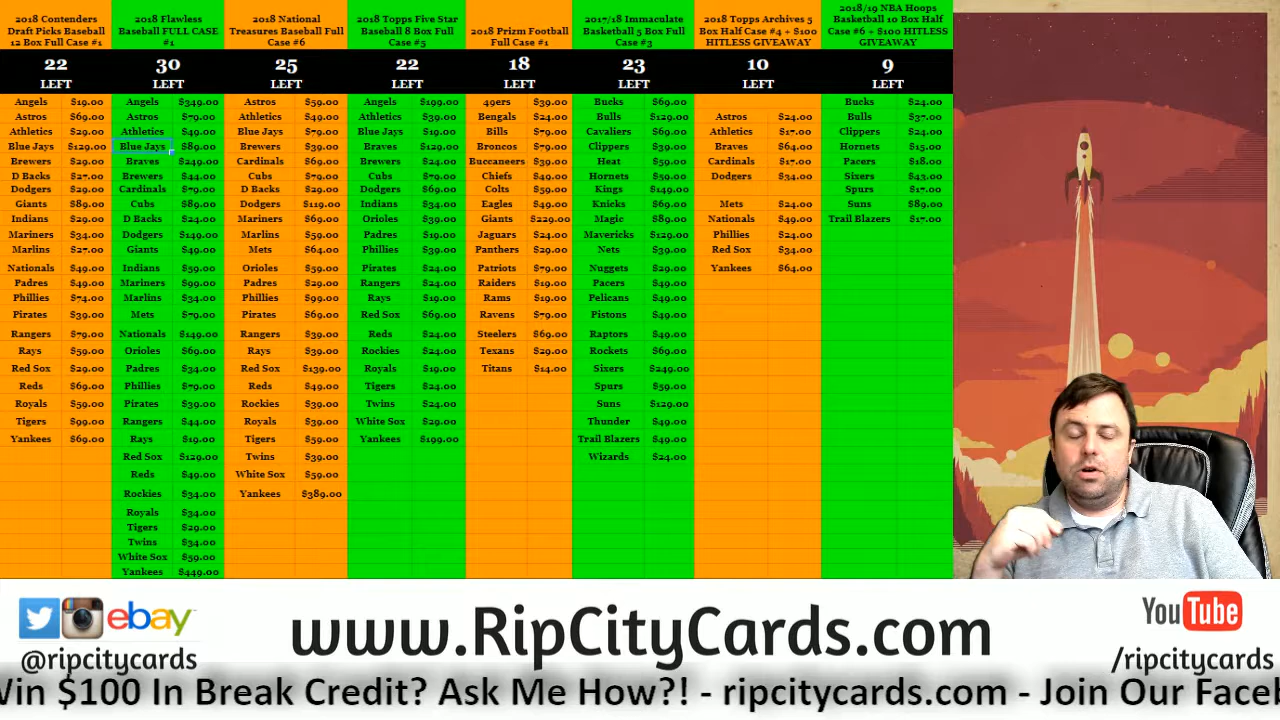 2018 Contenders Draft Picks Baseball 12 Box Full Case #1
22
LEFT
Angels $19.00
Astros $69.00
Athletics $29.00
Blue Jays $129.00
Brewers $29.00
D Backs $27.00
Dodgers $29.00
Giants $89.00
Indians $29.00
Mariners $34.00
Marlins $27.00
Nationals $49.00
Padres $49.00
Phillies $74.00
Pirates $39.00
Rangers $79.00
Rays $59.00
Red Sox $29.00
Reds $69.00
Royals $59.00
Tigers $99.00
Yankees $69.00
2018 Flawless Baseball FULL CASE #1
30
LEFT
Angels $349.00
Astros $79.00
Athletics $49.00
Blue Jays $89.00
Braves $249.00
Brewers $44.00
Cardinals $79.00
Cubs $89.00
D Backs $24.00
Dodgers $149.00
Giants $49.00
Indians $59.00
Mariners $99.00
Marlins $34.00
Mets $79.00
Nationals $149.00
Orioles $69.00
Padres $34.00
Phillies $79.00
Pirates $39.00
Rangers $44.00
Rays $19.00
Red Sox $129.00
Reds $49.00
Rockies $34.00
Royals $34.00
Tigers $29.00
Twins $34.00
White Sox $59.00
Yankees $449.00
2018 National Treasures Baseball Full Case #6
25
LEFT
Astros $59.00
Athletics $49.00
Blue Jays $79.00
Brewers $39.00
Cardinals $69.00
Cubs $79.00
D Backs $29.00
Dodgers $119.00
Mariners $69.00
Marlins $59.00
Mets $64.00
Orioles $59.00
Padres $29.00
Phillies $99.00
Pirates $69.00
Rangers $39.00
Rays $39.00
Red Sox $139.00
Reds $49.00
Rockies $39.00
Royals $39.00
Tigers $59.00
Twins $39.00
White Sox $59.00
Yankees $389.00
2018 Topps Five Star Baseball 8 Box Full Case #5
22
LEFT
Angels $199.00
Athletics $39.00
Blue Jays $19.00
Braves $129.00
Brewers $24.00
Cubs $79.00
Dodgers $69.00
Indians $34.00
Orioles $39.00
Padres $19.00
Phillies $39.00
Pirates $24.00
Rangers $24.00
Rays $19.00
Red Sox $69.00
Reds $24.00
Rockies $24.00
Royals $19.00
Tigers $24.00
Twins $24.00
White Sox $29.00
Yankees $199.00
2018 Prizm Football Full Case #1
18
LEFT
49ers $39.00
Bengals $24.00
Bills $79.00
Broncos $79.00
Buccaneers $39.00
Chiefs $49.00
Colts $59.00
Eagles $49.00
Giants $229.00
Jaguars $24.00
Panthers $29.00
Patriots $79.00
Raiders $19.00
Rams $19.00
Ravens $79.00
Steelers $69.00
Texans $29.00
Titans $14.00
2017/18 Immaculate Basketball 5 Box Full Case #3
23
LEFT
Bucks $69.00
Bulls $129.00
Cavaliers $69.00
Clippers $39.00
Heat $59.00
Hornets $59.00
Kings $149.00
Knicks $69.00
Magic $89.00
Mavericks $129.00
Nets $39.00
Nuggets $29.00
Pacers $49.00
Pelicans $49.00
Pistons $49.00
Raptors $49.00
Rockets $69.00
Sixers $249.00
Spurs $59.00
Suns $129.00
Thunder $49.00
Trail Blazers $49.00
Wizards $24.00
2018 Topps Archives 5 Box Half Case #4 + $100 HITLESS GIVEAWAY
10
LEFT
Astros $24.00
Athletics $17.00
Braves $64.00
Cardinals $17.00
Dodgers $34.00
Mets $24.00
Nationals $49.00
Phillies $24.00
Red Sox $34.00
Yankees $64.00
2018/19 NBA Hoops Basketball 10 Box Half Case #6 + $100 HITLESS GIVEAWAY
9
LEFT
Bucks $24.00
Bulls $37.00
Clippers $24.00
Hornets $15.00
Pacers $18.00
Sixers $43.00
Spurs $17.00
Suns $89.00
Trail Blazers $17.00
ebay
@ripcitycards
www.RipCityCards.com
YouTube
/ripcitycards
Win $100 In Break Credit? Ask Me How?! - ripcitycards.com - Join Our Faceb